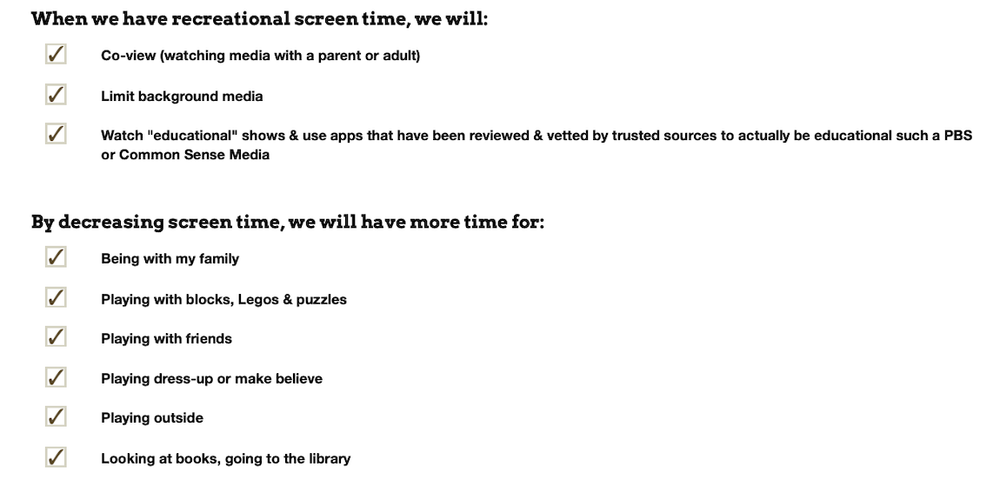 When we have recreational screen time, we will:
Co-view (watching media with a parent or adult)
Limit background media
Watch "educational" shows & use apps that have been reviewed & vetted by trusted sources to actually be educational such a PBS
or Common Sense Media
By decreasing screen time, we will have more time for:
Being with my family
Playing with blocks, Legos & puzzles
Playing with friends
Playing dress-up or make believe
Playing outside
Looking at books, going to the library